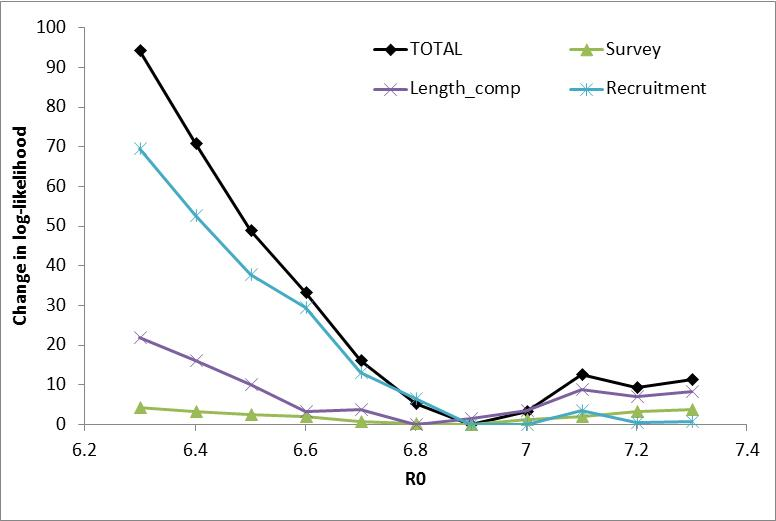 100
90
80
70
60
50
40
30
20
10
0
Change in log-likelihood
TOTAL Survey
Length_comp Recruitment
6.2 6.4 6.6 6.8 7 7.2 7.4
R0